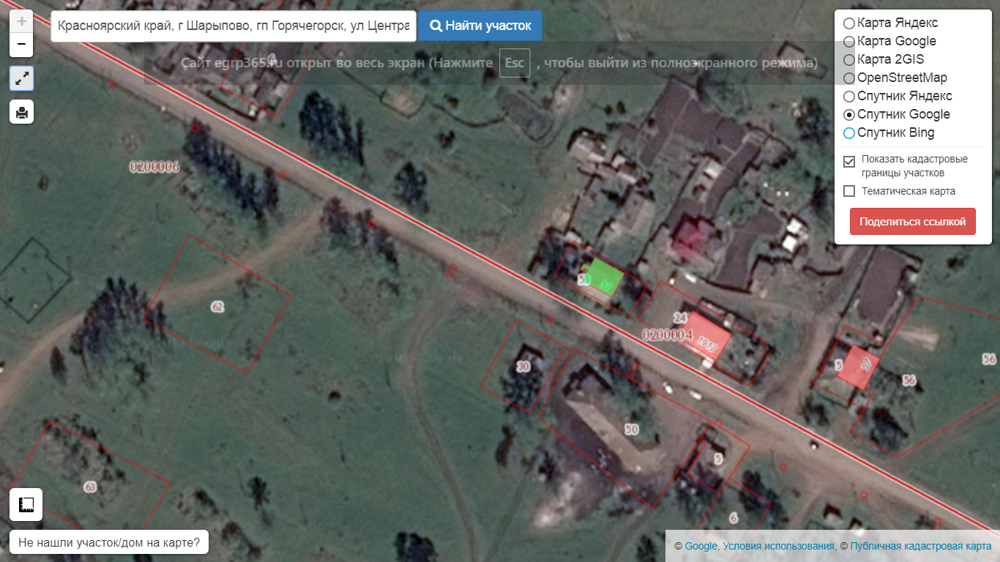 +
−
Красноярский край, г Шарыпово, гп Горячегорск, ул Центра
Найти участок
Сайт egrp365.ru открыт во весь экран (Нажмите Esc , чтобы выйти из полноэкранного режима)
Карта Яндекс
Карта Google
Карта 2GIS
OpenStreetMap
Спутник Яндекс
Спутник Google
Спутник Bing
Показать кадастровые
границы участков
Тематическая карта
Поделиться ссылкой
0200006
62
52
24
0200004
1912
30
5
57
56
56
50
5
63
6
Не нашли участок/дом на карте?
© Google, Условия использования, © Публичная кадастровая карта